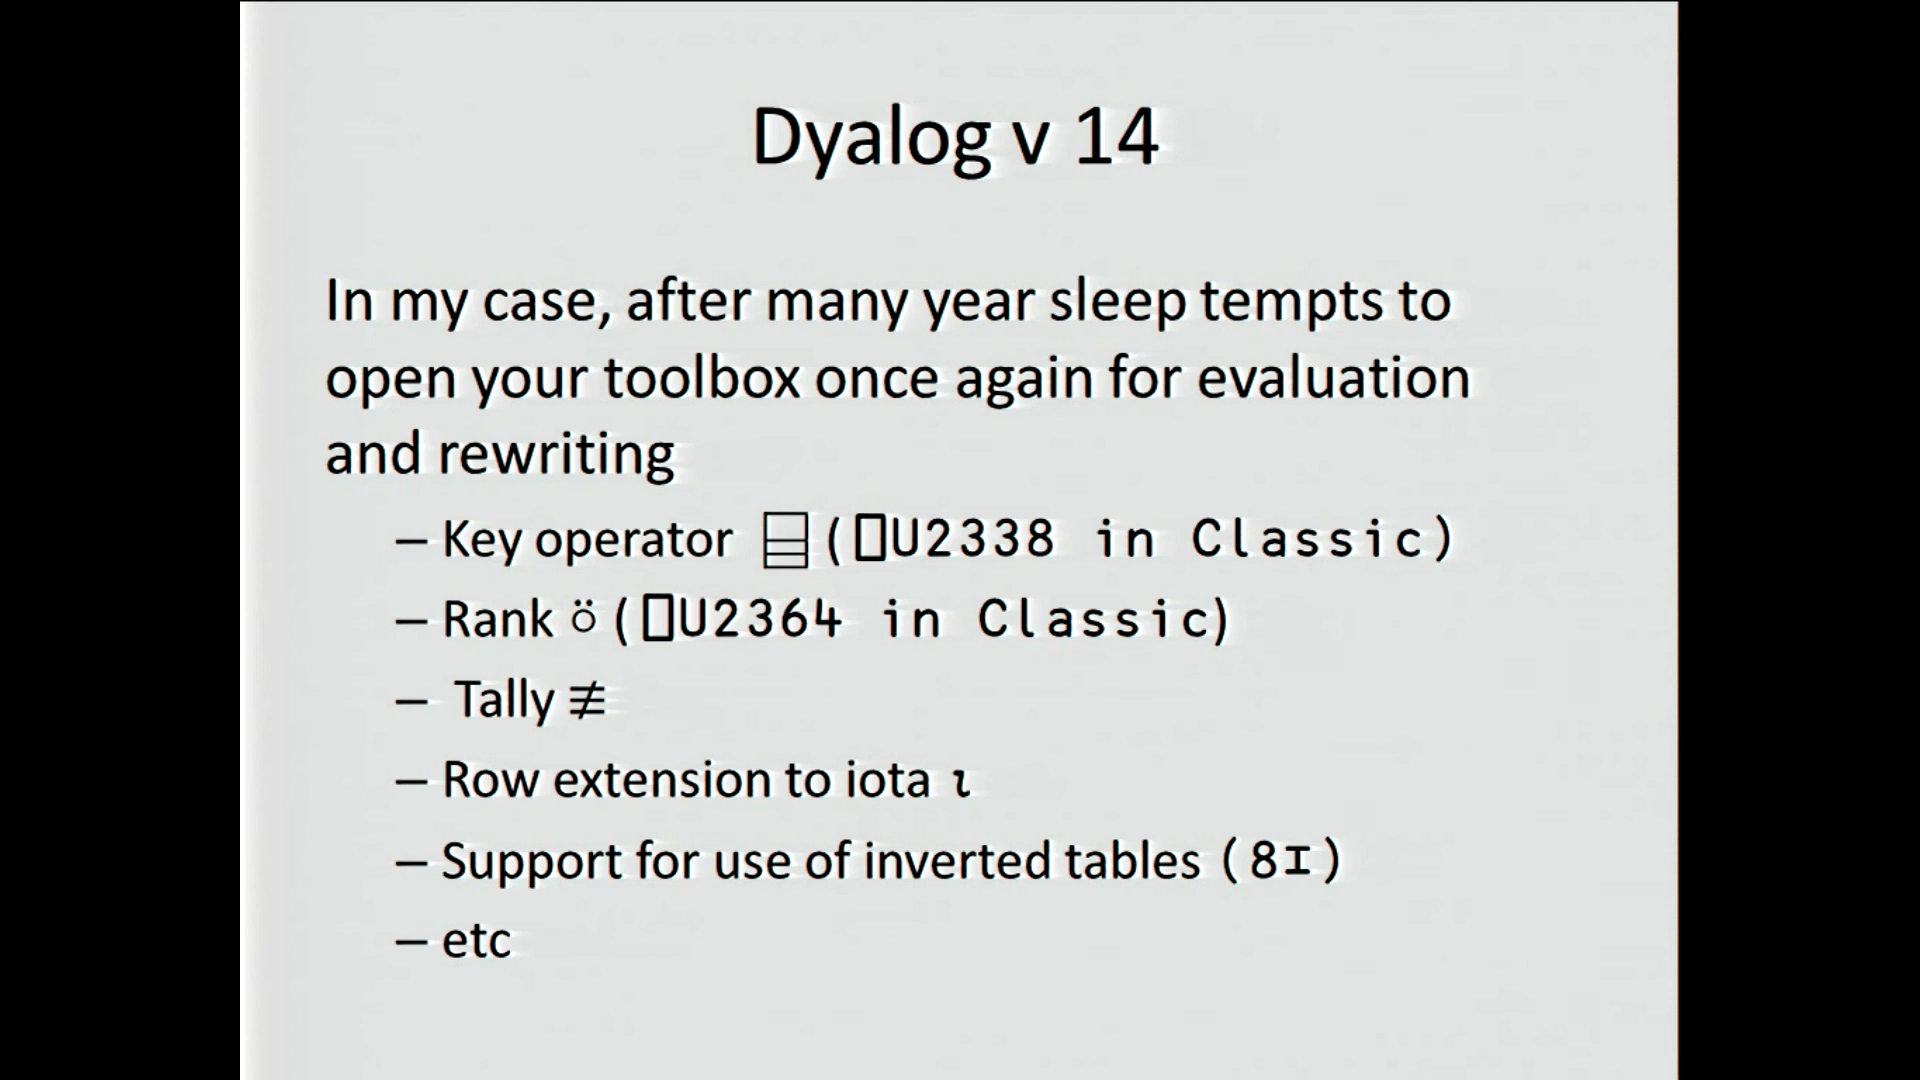 Dyalog v 14
In my case, after many year sleep tempts to
open your toolbox once again for evaluation
and rewriting
– Key operator ⌸(⎕U2338 in Classic)
– Rank ⍤(⎕U2364 in Classic)
– Tally ≢
– Row extension to iota ⍳
– Support for use of inverted tables (8⌶)
– etc